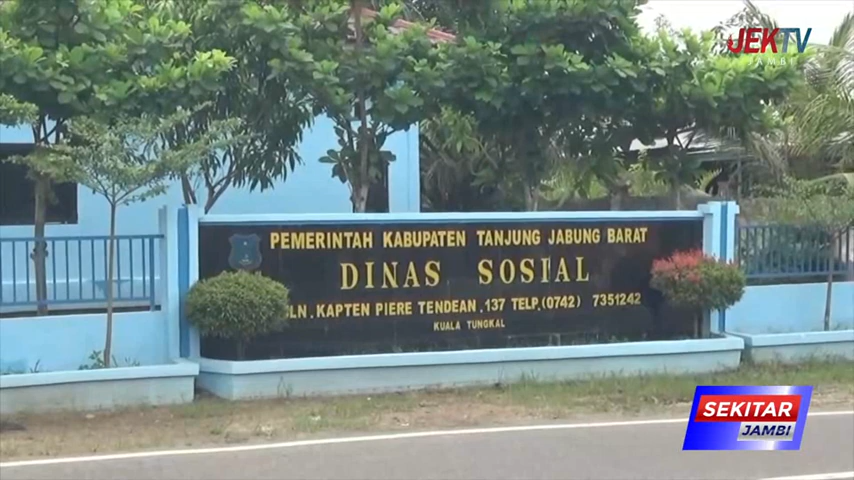 JEKTV
JAMBI
PEMERINTAH KABUPATEN TANJUNG JABUNG BARAT
DINAS SOSIAL
JLN. KAPTEN PIERE TENDEAN. 137 TELP.(0742) 7351242
KUALA TUNGKAL
SEKITAR
JAMBI